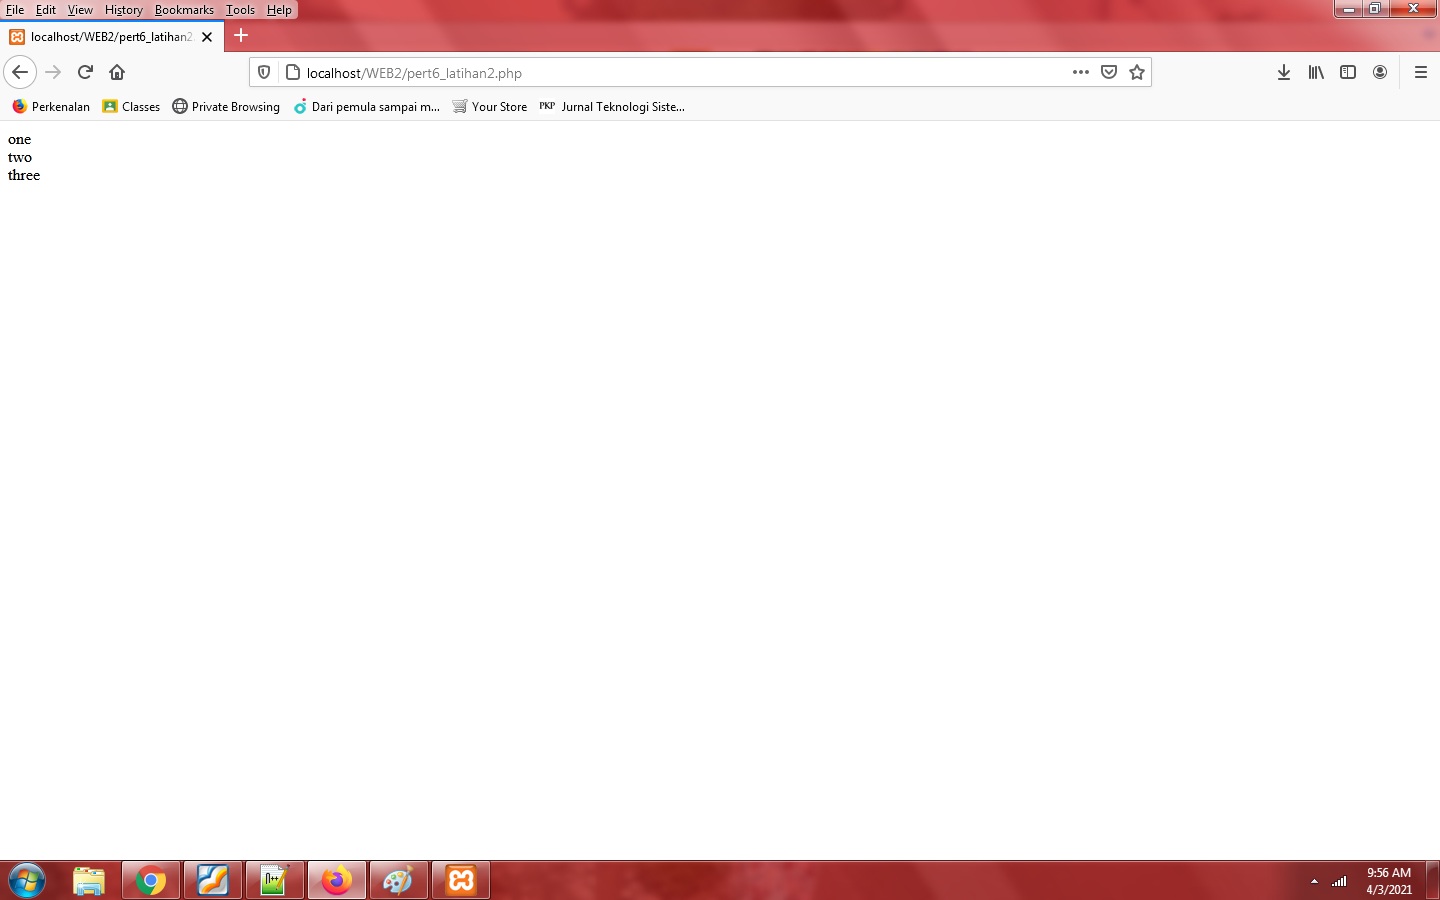 File Edit View History Bookmarks Tools Help
localhost/WEB2/pert6_latihan2
localhost/WEB2/pert6_latihan2.php
Perkenalan Classes Private Browsing Dari pemula sampai m... Your Store PKP Jurnal Teknologi Siste...
one
two
three
9:56 AM
4/3/2021